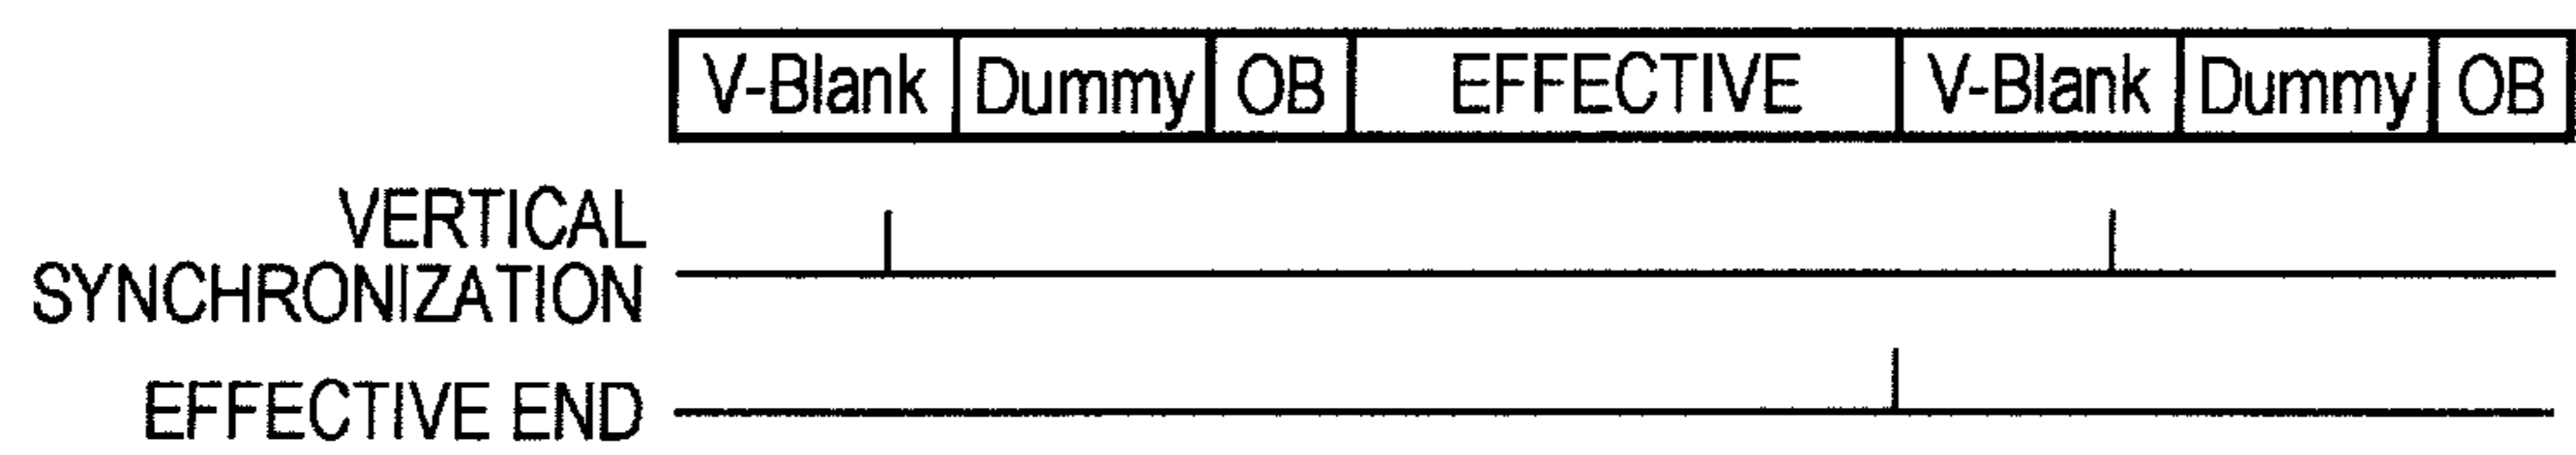 V-Blank Dummy OB EFFECTIVE V-Blank Dummy OB
VERTICAL
SYNCHRONIZATION
EFFECTIVE END